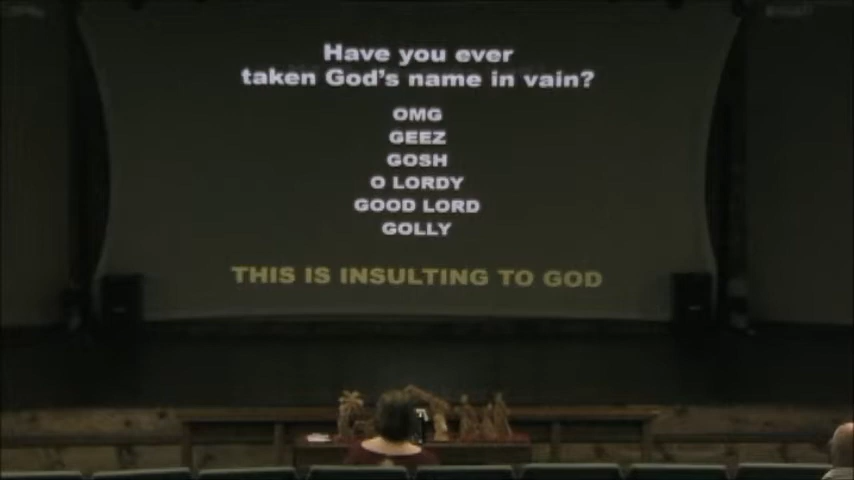 Have you ever
taken God's name in vain?
OMG
GEEZ
GOSH
O LORDY
GOOD LORD
GOLLY
THIS IS INSULTING TO GOD